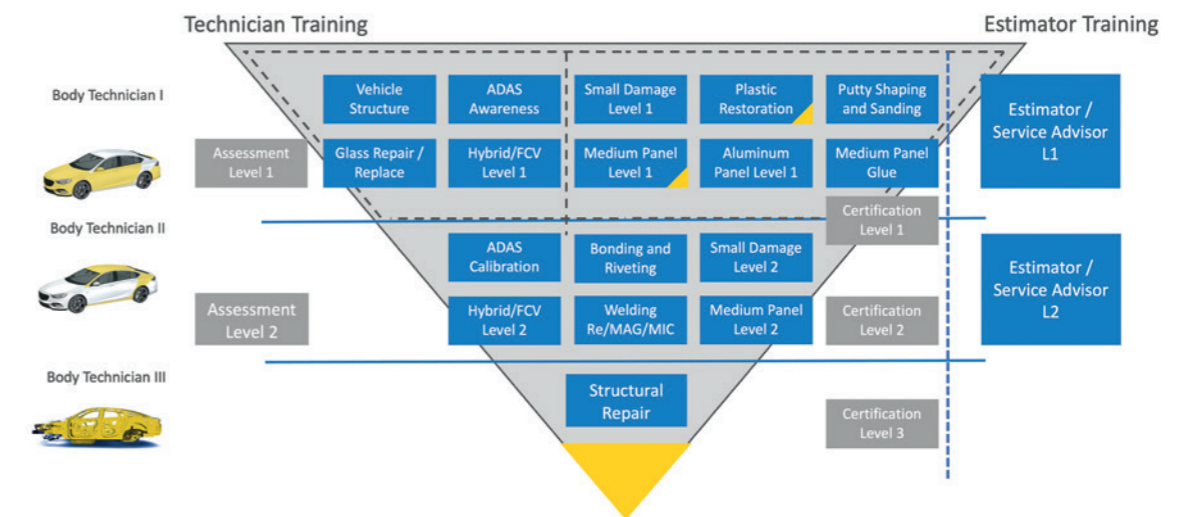 Technician Training
Estimator Training
Body Technician I
Vehicle
Structure
ADAS
Awareness
Small Damage
Level 1
Plastic
Restoration
Putty Shaping
and Sanding
Estimator /
Service Advisor
L1
Assessment
Level 1
Glass Repair /
Replace
Hybrid/FCV
Level 1
Medium Panel
Level 1
Aluminum
Panel Level 1
Medium Panel
Glue
Certification
Level 1
Body Technician II
ADAS
Calibration
Bonding and
Riveting
Small Damage
Level 2
Estimator /
Service Advisor
L2
Assessment
Level 2
Hybrid/FCV
Level 2
Welding
Re/MAG/MIC
Medium Panel
Level 2
Certification
Level 2
Body Technician III
Structural
Repair
Certification
Level 3